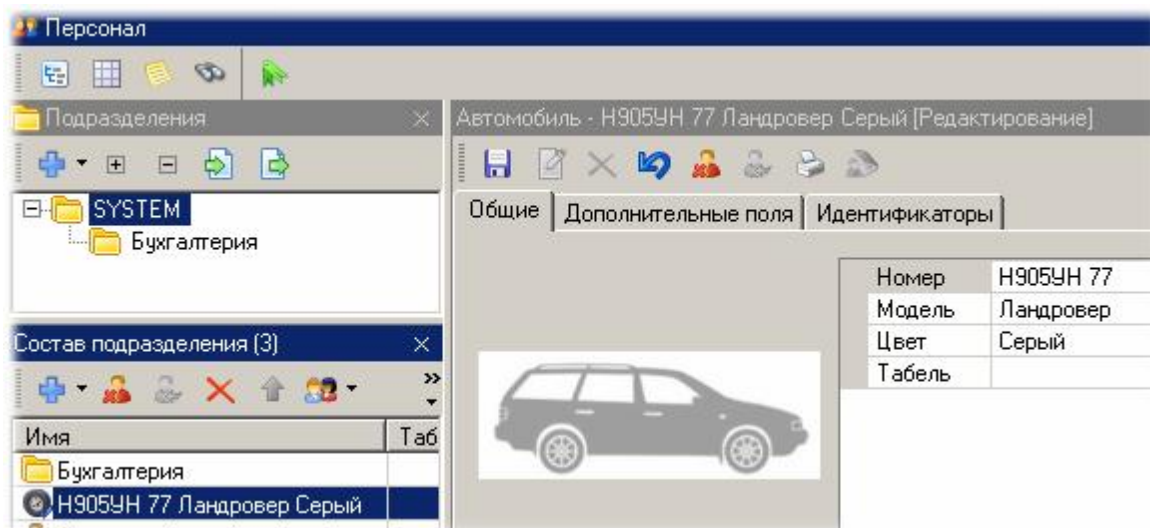 Персонал
Подразделения
SYSTEM
Бухгалтерия
Состав подразделения (3)
Имя
Таб
Бухгалтерия
Н905УН 77 Ландровер Серый
Автомобиль - Н905УН 77 Ландровер Серый [Редактирование]
Общие
Дополнительные поля
Идентификаторы
Номер Н905УН 77
Модель Ландровер
Цвет Серый
Табель